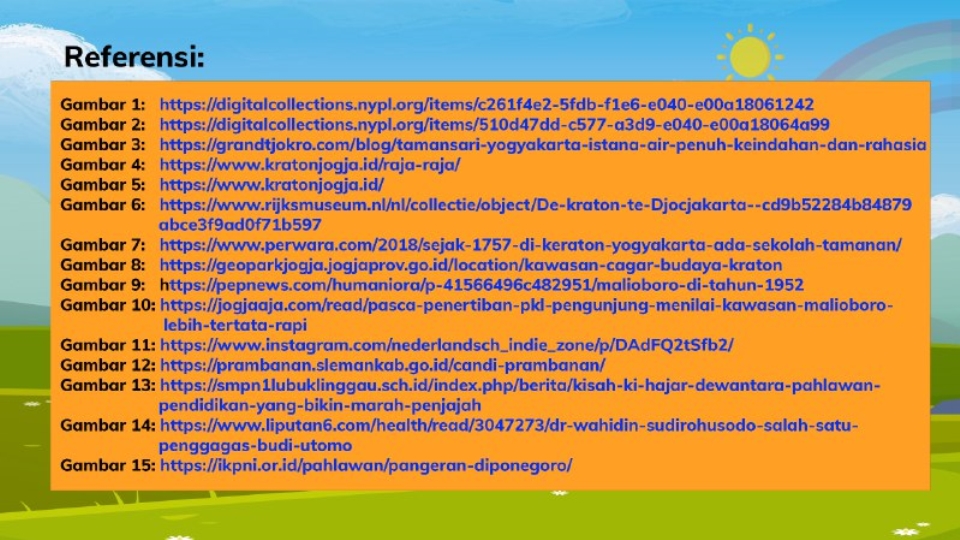 Referensi:
Gambar 1: https://digitalcollections.nypl.org/items/c261f4e2-5fdb-f1e6-e040-e00a18061242
Gambar 2: https://digitalcollections.nypl.org/items/510d47dd-c577-a3d9-e040-e00a18064a99
Gambar 3: https://grandtjokro.com/blog/tamansari-yogyakarta-istana-air-penuh-keindahan-dan-rahasia
Gambar 4: https://www.kratonjogja.id/raja-raja/
Gambar 5: https://www.kratonjogja.id/
Gambar 6: https://www.rijksmuseum.nl/nl/collectie/object/De-kraton-te-Djocjakarta--cd9b52284b84879
abce3f9ad0f71b597
Gambar 7: https://www.perwara.com/2018/sejak-1757-di-keraton-yogyakarta-ada-sekolah-tamanan/
Gambar 8: https://geoparkjogja.jogjaprov.go.id/location/kawasan-cagar-budaya-kraton
Gambar 9: https://pepnews.com/humaniora/p-41566496c482951/malioboro-di-tahun-1952
Gambar 10: https://jogjaaja.com/read/pasca-penertiban-pkl-pengunjung-menilai-kawasan-malioboro-
lebih-tertata-rapi
Gambar 11: https://www.instagram.com/nederlandsch_indie_zone/p/DAdFQ2tSfb2/
Gambar 12: https://prambanan.slemankab.go.id/candi-prambanan/
Gambar 13: https://smpn1lubuklinggau.sch.id/index.php/berita/kisah-ki-hajar-dewantara-pahlawan-
pendidikan-yang-bikin-marah-penjajah
Gambar 14: https://www.liputan6.com/health/read/3047273/dr-wahidin-sudirohusodo-salah-satu-
penggagas-budi-utomo
Gambar 15: https://ikpni.or.id/pahlawan/pangeran-diponegoro/